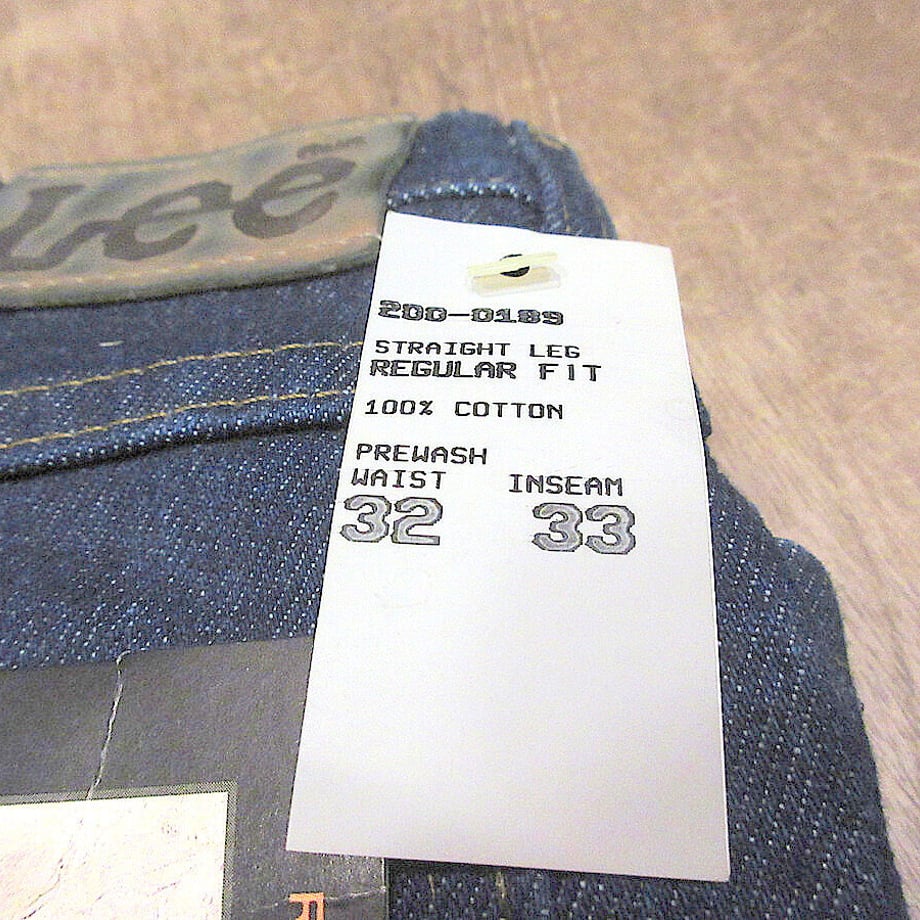 Lee
200-0189
STRAIGHT LEG
REGULAR FIT
100% COTTON
PREWASH
WAIST INSEAM
32 33